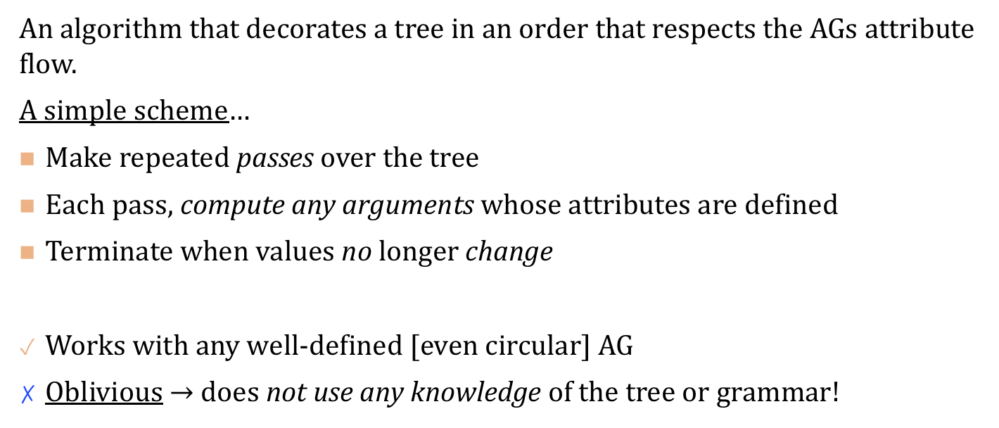 An algorithm that decorates a tree in an order that respects the AGs attribute
flow.
A simple scheme…
■ Make repeated passes over the tree
■ Each pass, compute any arguments whose attributes are defined
■ Terminate when values no longer change
✓ Works with any well-defined [even circular] AG
✗ Oblivious → does not use any knowledge of the tree or grammar!